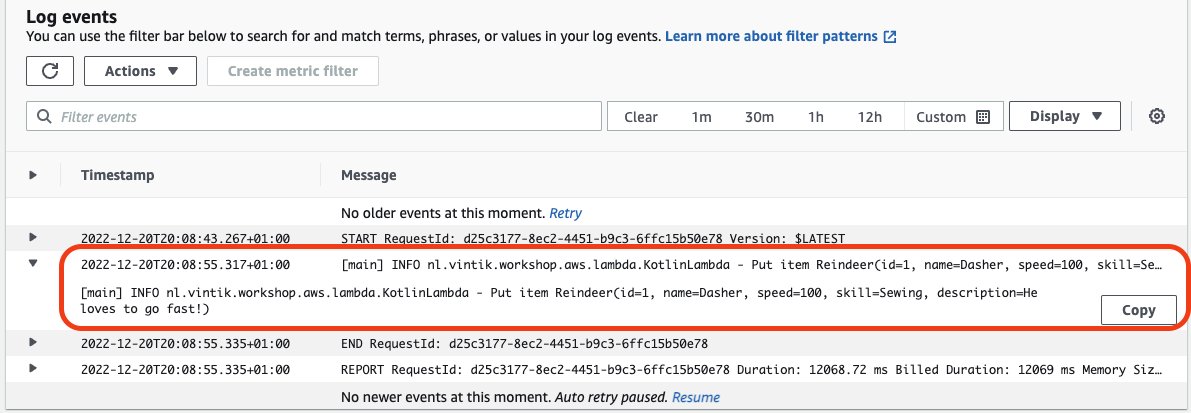 Log events
You can use the filter bar below to search for and match terms, phrases, or values in your log events. Learn more about filter patterns
Actions
Create metric filter
Filter events
Clear 1m 30m 1h 12h Custom
Display
Timestamp Message
No older events at this moment. Retry
2022-12-20T20:08:43.267+01:00 START RequestId: d25c3177-8ec2-4451-b9c3-6ffc15b50e78 Version: $LATEST
2022-12-20T20:08:55.317+01:00 [main] INFO nl.vintik.workshop.aws.lambda.KotlinLambda - Put item Reindeer(id=1, name=Dasher, speed=100, skill=Se…
[main] INFO nl.vintik.workshop.aws.lambda.KotlinLambda - Put item Reindeer(id=1, name=Dasher, speed=100, skill=Sewing, description=He
loves to go fast!)
Copy
2022-12-20T20:08:55.335+01:00 END RequestId: d25c3177-8ec2-4451-b9c3-6ffc15b50e78
2022-12-20T20:08:55.335+01:00 REPORT RequestId: d25c3177-8ec2-4451-b9c3-6ffc15b50e78 Duration: 12068.72 ms Billed Duration: 12069 ms Memory Siz…
No newer events at this moment. Auto retry paused. Resume